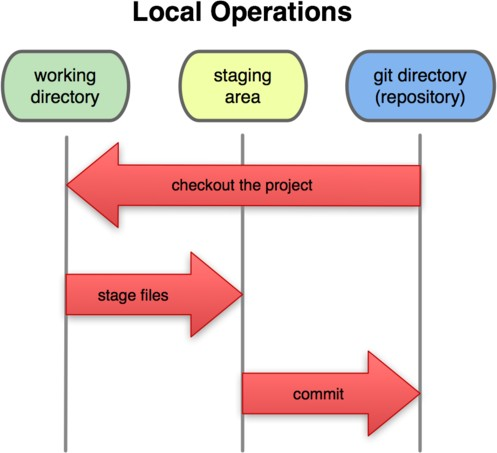 Local Operations
working
directory
staging
area
git directory
(repository)
checkout the project
stage files
commit